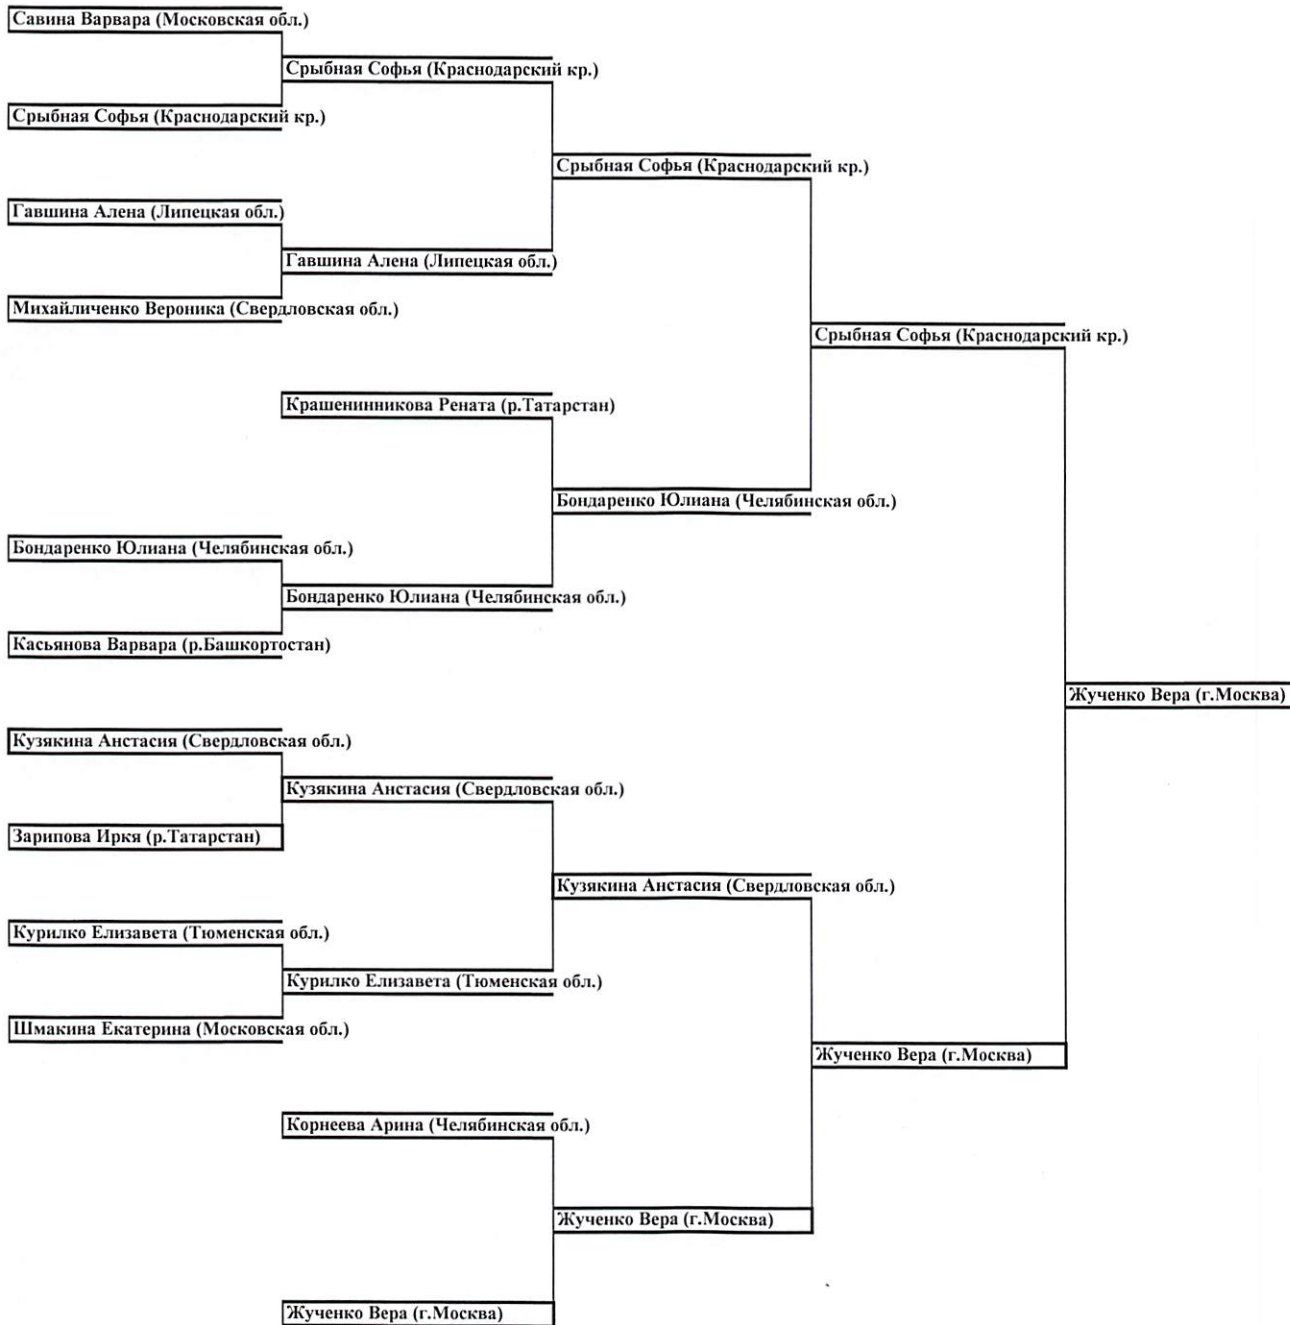 Савина Варвара (Московская обл.)
Срыбная Софья (Краснодарский кр.)
Срыбная Софья (Краснодарский кр.)
Срыбная Софья (Краснодарский кр.)
Гавшина Алена (Липецкая обл.)
Гавшина Алена (Липецкая обл.)
Михайличенко Вероника (Свердловская обл.)
Срыбная Софья (Краснодарский кр.)
Крашенинникова Рената (р.Татарстан)
Бондаренко Юлиана (Челябинская обл.)
Бондаренко Юлиана (Челябинская обл.)
Бондаренко Юлиана (Челябинская обл.)
Касьянова Варвара (р.Башкортостан)
Жученко Вера (г.Москва)
Кузякина Анстасия (Свердловская обл.)
Кузякина Анстасия (Свердловская обл.)
Зарипова Иркя (р.Татарстан)
Кузякина Анстасия (Свердловская обл.)
Курилко Елизавета (Тюменская обл.)
Курилко Елизавета (Тюменская обл.)
Шмакина Екатерина (Московская обл.)
Жученко Вера (г.Москва)
Корнеева Арина (Челябинская обл.)
Жученко Вера (г.Москва)
Жученко Вера (г.Москва)